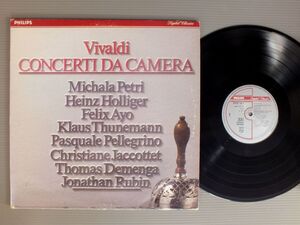 PHILIPS
Digital Classics
Vivaldi
CONCERTI DA CAMERA
Michala Petri
Heinz Holliger
Felix Ayo
Klaus Thunemann
Pasquale Pellegrino
Christiane Jaccottet
Thomas Demenga
Jonathan Rubin